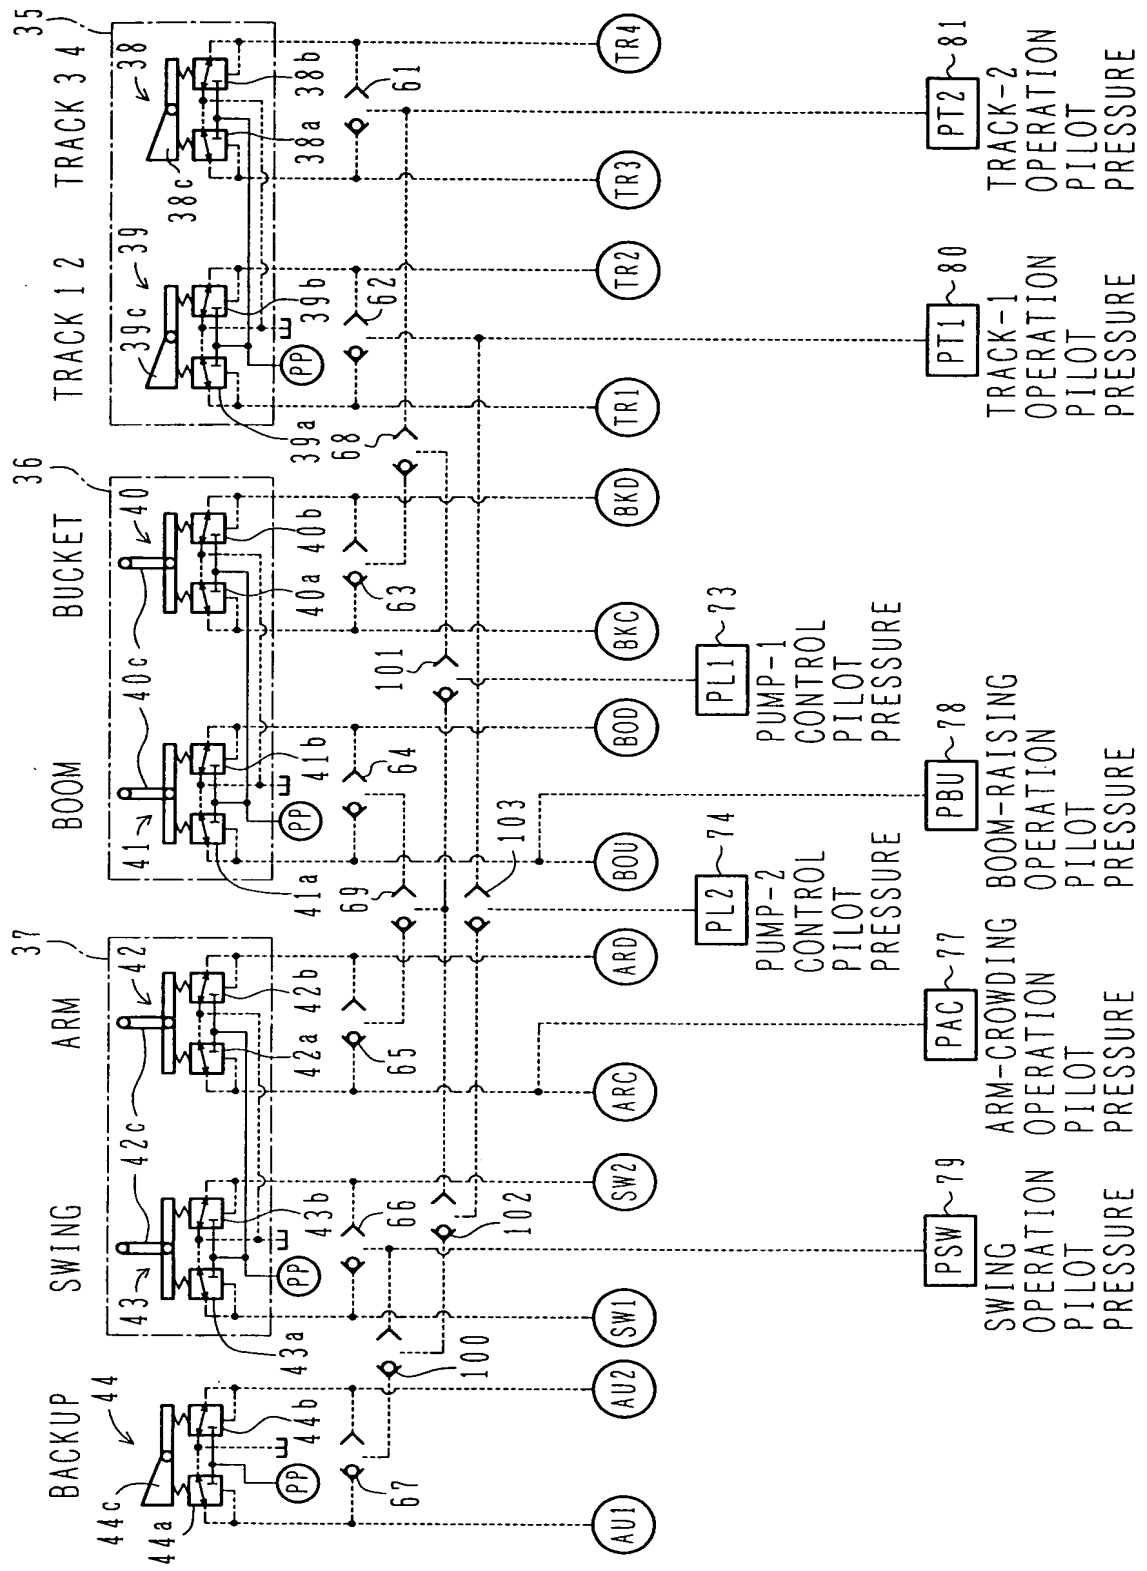 BACKUP
44
44c
44a
44b
PP
67
100
AU1
AU2
37
SWING
43
42c
43a
43b
PP
66
102
SW1
SW2
ARM
42
42a
42b
65
69
ARC
ARD
36
BOOM
41
40c
41a
41b
PP
64
103
BOU
BOD
BUCKET
40
40a
40b
63
101
68
BKC
BKD
35
TRACK 1 2
39c
39
39a
39b
PP
62
TR1
TR2
TRACK 3 4
38
38c
38a
38b
61
TR3
TR4
PL2
74
PUMP-2
CONTROL
PILOT
PRESSURE
PL1
73
PUMP-1
CONTROL
PILOT
PRESSURE
PSW
79
SWING
OPERATION
PILOT
PRESSURE
PAC
77
ARM-CROWDING
OPERATION
PILOT
PRESSURE
PBU
78
BOOM-RAISING
OPERATION
PILOT
PRESSURE
PT1
80
TRACK-1
OPERATION
PILOT
PRESSURE
PT2
81
TRACK-2
OPERATION
PILOT
PRESSURE